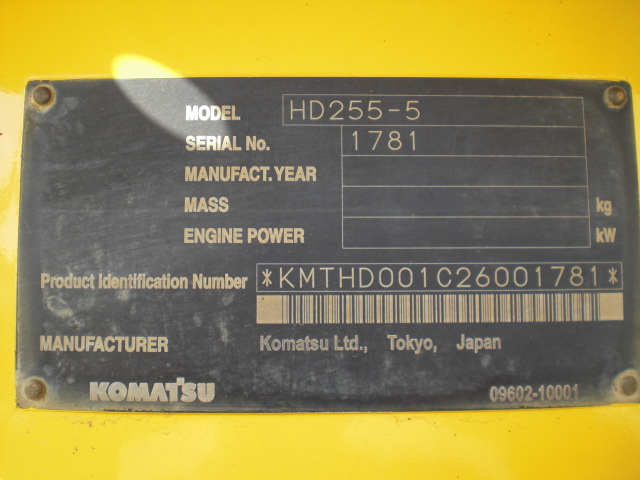 MODEL HD255-5
SERIAL No. 1781
MANUFACT. YEAR
MASS kg
ENGINE POWER kW
Product Identification Number *KMTHD001C26001781*
MANUFACTURER Komatsu Ltd., Tokyo, Japan
KOMATSU 09602-10001